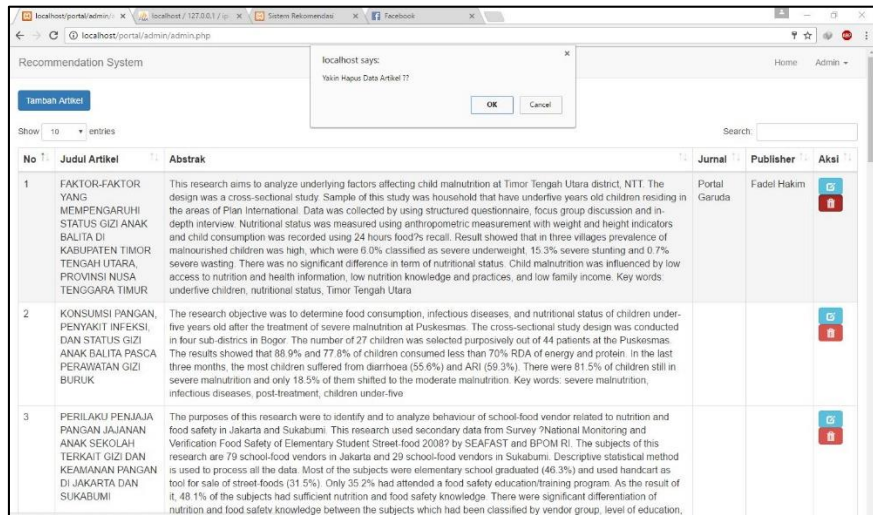 localhost/portal/admin/
localhost / 127.0.0.1 / ip
Sistem Rekomendasi
Facebook
localhost/portal/admin/admin.php
Recommendation System
Home
Admin
localhost says:
Yakin Hapus Data Artikel ??
OK
Cancel
Tambah Artikel
Show 10 entries
Search:
No
Judul Artikel
Abstrak
Jurnal
Publisher
Aksi
1
FAKTOR-FAKTOR
YANG
MEMPENGARUHI
STATUS GIZI ANAK
BALITA DI
KABUPATEN TIMOR
TENGAH UTARA,
PROVINSI NUSA
TENGGARA TIMUR
This research aims to analyze underlying factors affecting child malnutrition at Timor Tengah Utara district, NTT. The
design was a cross-sectional study. Sample of this study was household that have underfive years old children residing in
the areas of Plan International. Data was collected by using structured questionnaire, focus group discussion and in-
depth interview. Nutritional status was measured using anthropometric measurement with weight and height indicators
and child consumption was recorded using 24 hours food?s recall. Result showed that in three villages prevalence of
malnourished children was high, which were 6.0% classified as severe underweight, 15.3% severe stunting and 0.7%
severe wasting. There was no significant difference in term of nutritional status. Child malnutrition was influenced by low
access to nutrition and health information, low nutrition knowledge and practices, and low family income. Key words:
underfive children, nutritional status, Timor Tengah Utara
Portal
Garuda
Fadel Hakim
2
KONSUMSI PANGAN,
PENYAKIT INFEKSI,
DAN STATUS GIZI
ANAK BALITA PASCA
PERAWATAN GIZI
BURUK
The research objective was to determine food consumption, infectious diseases, and nutritional status of children under-
five years old after the treatment of severe malnutrition at Puskesmas. The cross-sectional study design was conducted
in four sub-districts in Bogor. The number of 27 children was selected purposively out of 44 patients at the Puskesmas.
The results showed that 88.9% and 77.8% of children consumed less than 70% RDA of energy and protein. In the last
three months, the most children suffered from diarrhoea (55.6%) and ARI (59.3%). There were 81.5% of children still in
severe malnutrition and only 18.5% of them shifted to the moderate malnutrition. Key words: severe malnutrition,
infectious diseases, post-treatment, children under-five
3
PERILAKU PENJAJA
PANGAN JAJANAN
ANAK SEKOLAH
TERKAIT GIZI DAN
KEAMANAN PANGAN
DI JAKARTA DAN
SUKABUMI
The purposes of this research were to identify and to analyze behaviour of school-food vendor related to nutrition and
food safety in Jakarta and Sukabumi. This research used secondary data from Survey ?National Monitoring and
Verification Food Safety of Elementary Student Street-food 2008? by SEAFAST and BPOM RI. The subjects of this
research are 79 school-food vendors in Jakarta and 29 school-food vendors in Sukabumi. Descriptive statistical method
is used to process all the data. Most of the subjects were elementary school graduated (46.3%) and used handcart as
tool for sale of street-foods (31.5%). Only 35.2% had attended a food safety education/training program. As the result of
it, 48.1% of the subjects had sufficient nutrition and food safety knowledge. There were significant differentiation of
nutrition and food safety knowledge between the subjects which had been classified by vendor group, level of education,